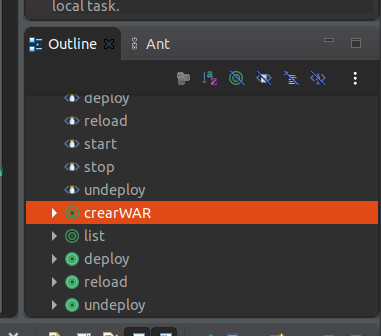 local task.
Outline
Ant
deploy
reload
start
stop
undeploy
crearWAR
list
deploy
reload
undeploy